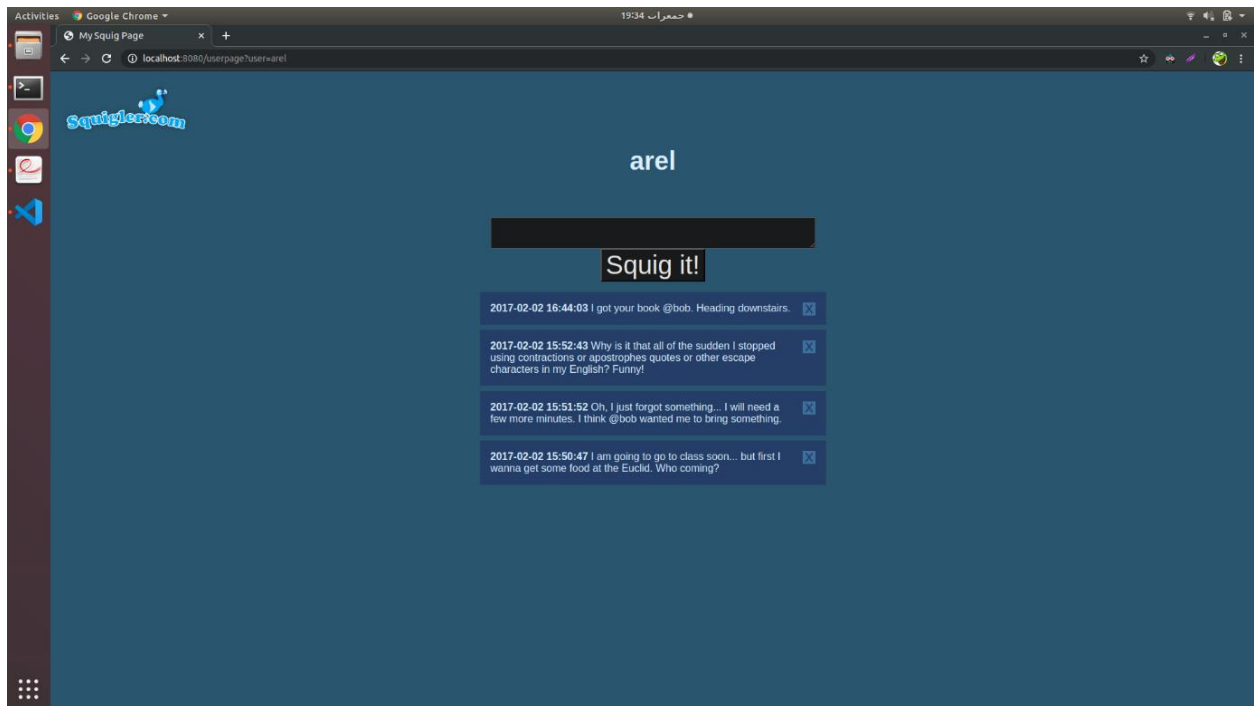 Activities Google Chrome جمعرات 19:34
My Squig Page
localhost:8080/userpage?user=arel
Squigler.com
arel
Squig it!
2017-02-02 16:44:03 I got your book @bob. Heading downstairs. X
2017-02-02 15:52:43 Why is it that all of the sudden I stopped X
using contractions or apostrophes quotes or other escape
characters in my English? Funny!
2017-02-02 15:51:52 Oh, I just forgot something... I will need a X
few more minutes. I think @bob wanted me to bring something.
2017-02-02 15:50:47 I am going to go to class soon... but first I X
wanna get some food at the Euclid. Who coming?